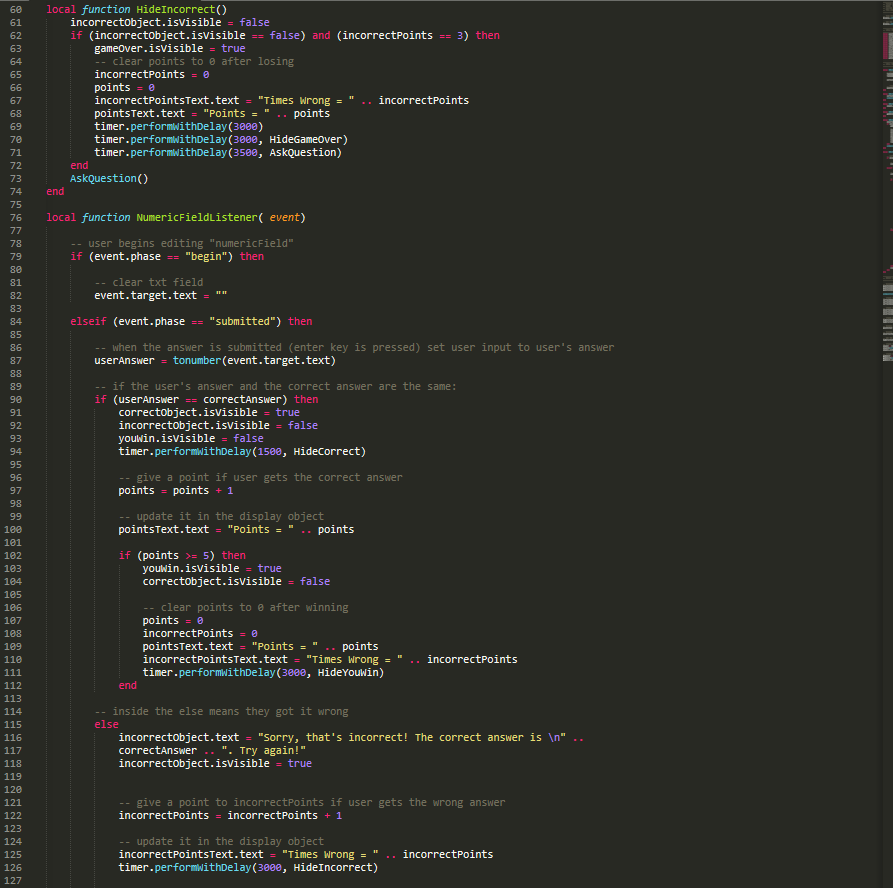 60 local function HideIncorrect()
61 incorrectObject.isVisible = false
62 if (incorrectObject.isVisible == false) and (incorrectPoints == 3) then
63 gameOver.isVisible = true
64 -- clear points to 0 after losing
65 incorrectPoints = 0
66 points = 0
67 incorrectPointsText.text = "Times Wrong = " .. incorrectPoints
68 pointsText.text = "Points = " .. points
69 timer.performWithDelay(3000)
70 timer.performWithDelay(3000, HideGameOver)
71 timer.performWithDelay(3500, AskQuestion)
72 end
73 AskQuestion()
74 end
75
76 local function NumericFieldListener( event)
77
78 -- user begins editing "numericField"
79 if (event.phase == "begin") then
80
81 -- clear txt field
82 event.target.text = ""
83
84 elseif (event.phase == "submitted") then
85
86 -- when the answer is submitted (enter key is pressed) set user input to user's answer
87 userAnswer = tonumber(event.target.text)
88
89 -- if the user's answer and the correct answer are the same:
90 if (userAnswer == correctAnswer) then
91 correctObject.isVisible = true
92 incorrectObject.isVisible = false
93 youWin.isVisible = false
94 timer.performWithDelay(1500, HideCorrect)
95
96 -- give a point if user gets the correct answer
97 points = points + 1
98
99 -- update it in the display object
100 pointsText.text = "Points = " .. points
101
102 if (points >= 5) then
103 youWin.isVisible = true
104 correctObject.isVisible = false
105
106 -- clear points to 0 after winning
107 points = 0
108 incorrectPoints = 0
109 pointsText.text = "Points = " .. points
110 incorrectPointsText.text = "Times Wrong = " .. incorrectPoints
111 timer.performWithDelay(3000, HideYouWin)
112 end
113
114 -- inside the else means they got it wrong
115 else
116 incorrectObject.text = "Sorry, that's incorrect! The correct answer is \n" ..
117 correctAnswer .. ". Try again!"
118 incorrectObject.isVisible = true
119
120
121 -- give a point to incorrectPoints if user gets the wrong answer
122 incorrectPoints = incorrectPoints + 1
123
124 -- update it in the display object
125 incorrectPointsText.text = "Times Wrong = " .. incorrectPoints
126 timer.performWithDelay(3000, HideIncorrect)
127